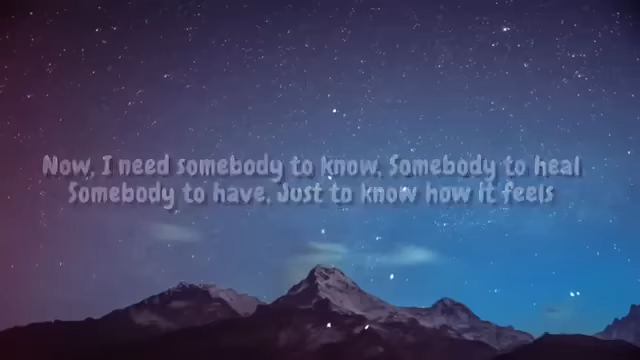 Now, I need somebody to know, Somebody to heal
Somebody to have, Just to know how it feels